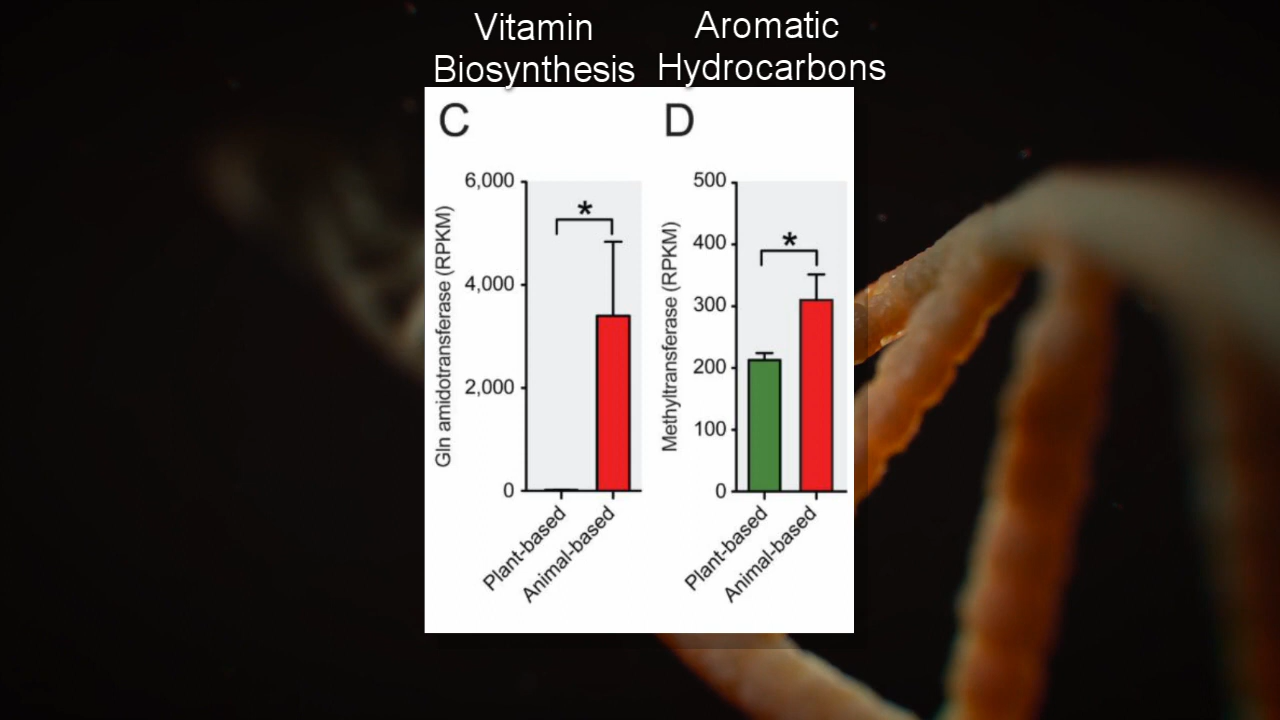 Vitamin
Biosynthesis
Aromatic
Hydrocarbons
C
Gln amidotransferase (RPKM)
6,000
4,000
2,000
0
*
Plant-based
Animal-based
D
Methyltransferase (RPKM)
500
400
300
200
100
0
*
Plant-based
Animal-based